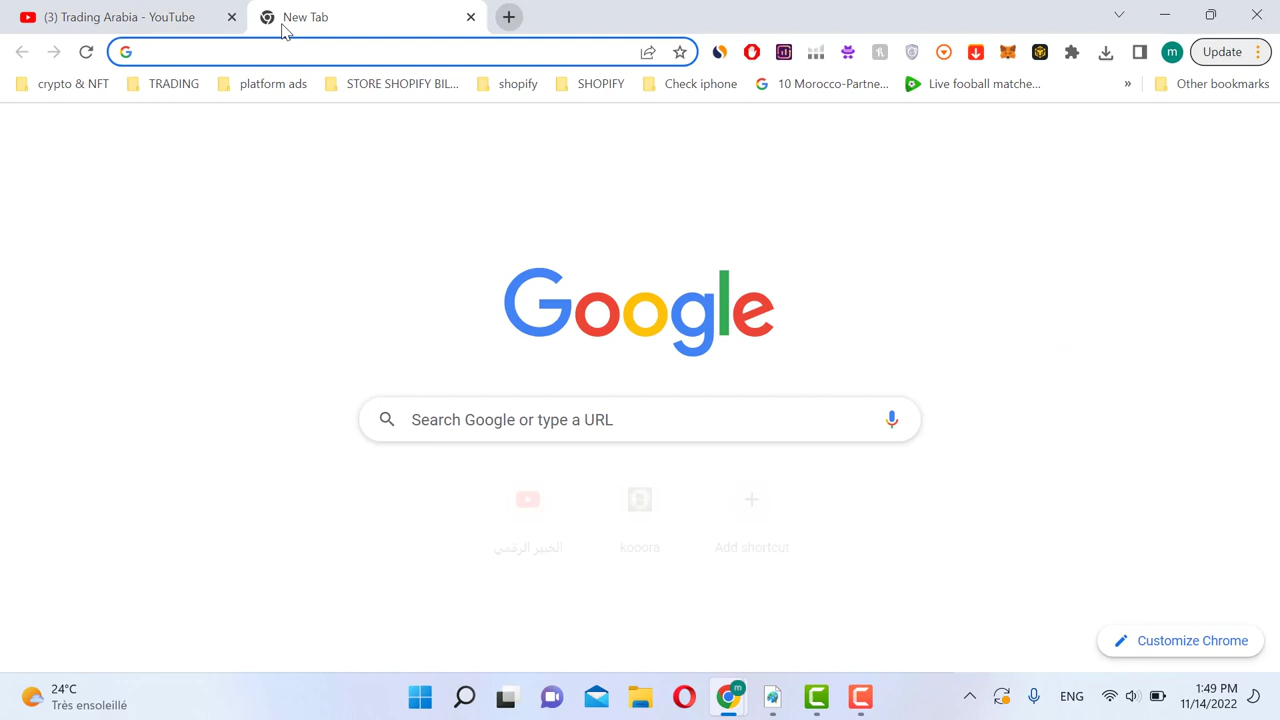 (3) Trading Arabia - YouTube
New Tab
m
Update
crypto & NFT
TRADING
platform ads
STORE SHOPIFY BIL...
shopify
SHOPIFY
Check iphone
10 Morocco-Partne...
Live fooball matche...
»
Other bookmarks
Google
Search Google or type a URL
الخبير الرقمي
kooora
Add shortcut
Customize Chrome
24°C
Très ensoleillé
m
ENG
1:49 PM
11/14/2022